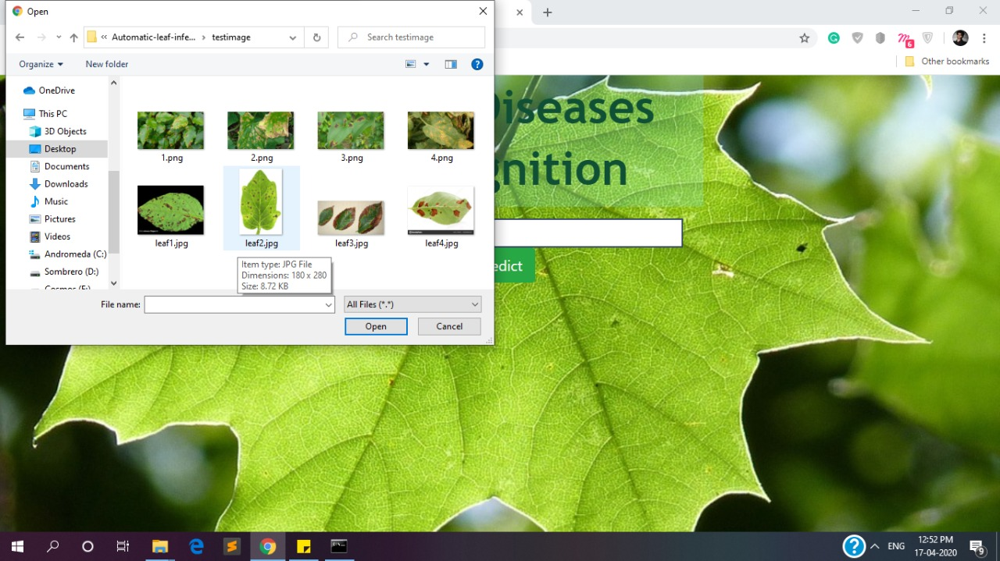 Open
Automatic-leaf-infe... › testimage
Search testimage
Organize
New folder
OneDrive
This PC
3D Objects
Desktop
Documents
Downloads
Music
Pictures
Videos
Andromeda (C:)
Sombrero (D:)
1.png
2.png
3.png
4.png
leaf1.jpg
leaf2.jpg
leaf3.jpg
leaf4.jpg
Item type: JPG File
Dimensions: 180 x 280
Size: 8.72 KB
File name:
All Files (*.*)
Open
Cancel
6
Other bookmarks
Diseases
gnition
edict
ENG
12:52 PM
17-04-2020
9